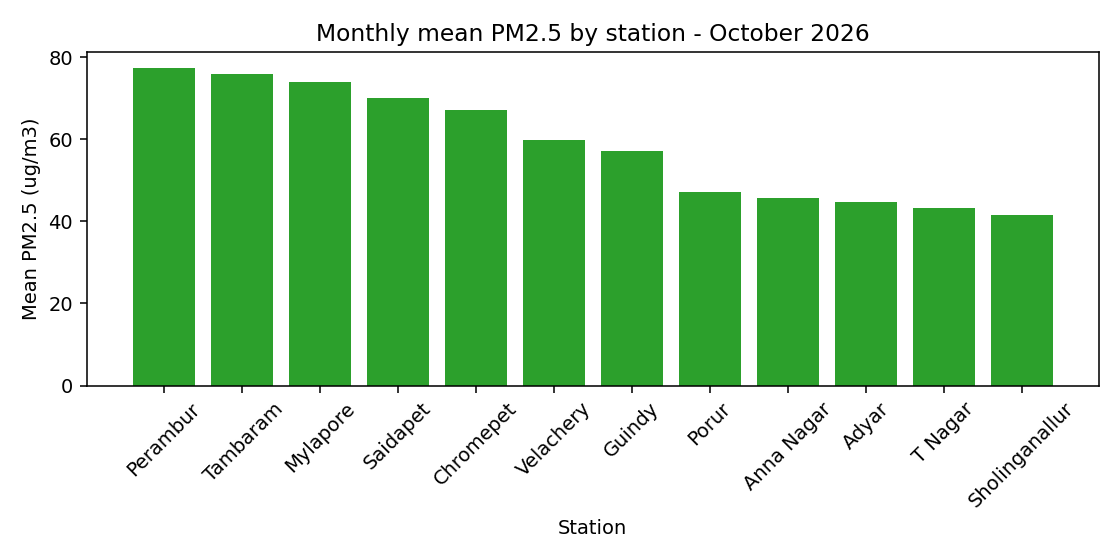 Monthly mean PM2.5 by station - October 2026
Mean PM2.5 (ug/m3)
80
60
40
20
0
Perambur
Tambaram
Mylapore
Saidapet
Chromepet
Velachery
Guindy
Porur
Anna Nagar
Adyar
T Nagar
Sholinganallur
Station